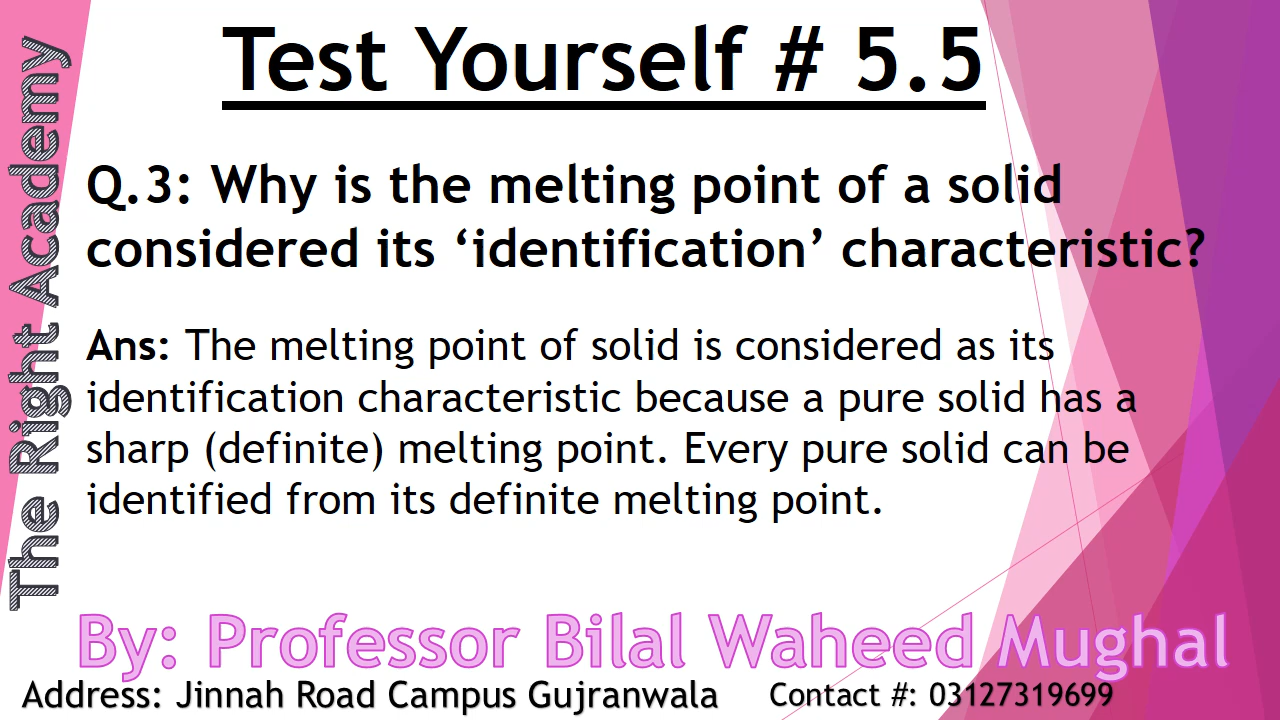 Test Yourself # 5.5
The Right Academy
Q.3: Why is the melting point of a solid
considered its ‘identification’ characteristic?
Ans: The melting point of solid is considered as its
identification characteristic because a pure solid has a
sharp (definite) melting point. Every pure solid can be
identified from its definite melting point.
By: Professor Bilal Waheed Mughal
Address: Jinnah Road Campus Gujranwala Contact #: 03127319699